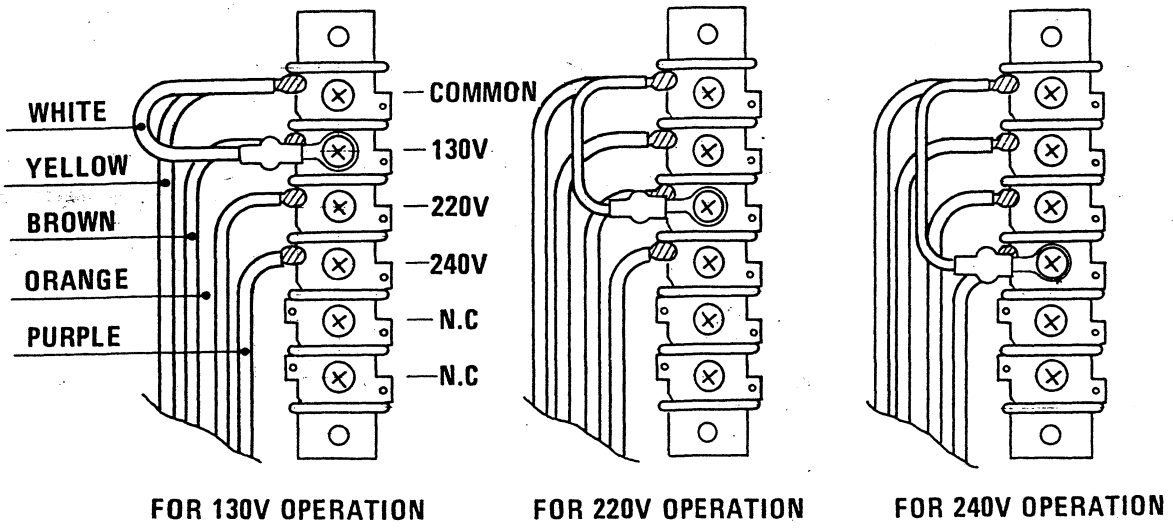 WHITE
YELLOW
BROWN
ORANGE
PURPLE
COMMON
130V
220V
240V
N.C
N.C
FOR 130V OPERATION
FOR 220V OPERATION
FOR 240V OPERATION